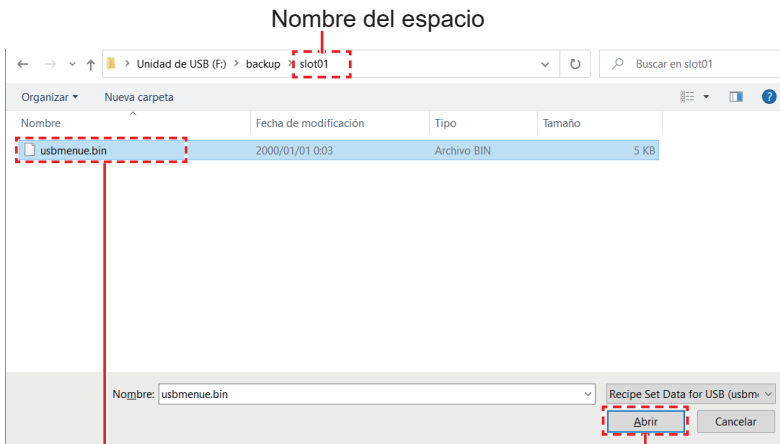 Nombre del espacio
Unidad de USB (F:) > backup > slot01
Buscar en slot01
Organizar Nueva carpeta
Nombre Fecha de modificación Tipo Tamaño
usbmenue.bin 2000/01/01 0:03 Archivo BIN 5 KB
Nombre: usbmenue.bin Recipe Set Data for USB (usbm
Abrir Cancelar